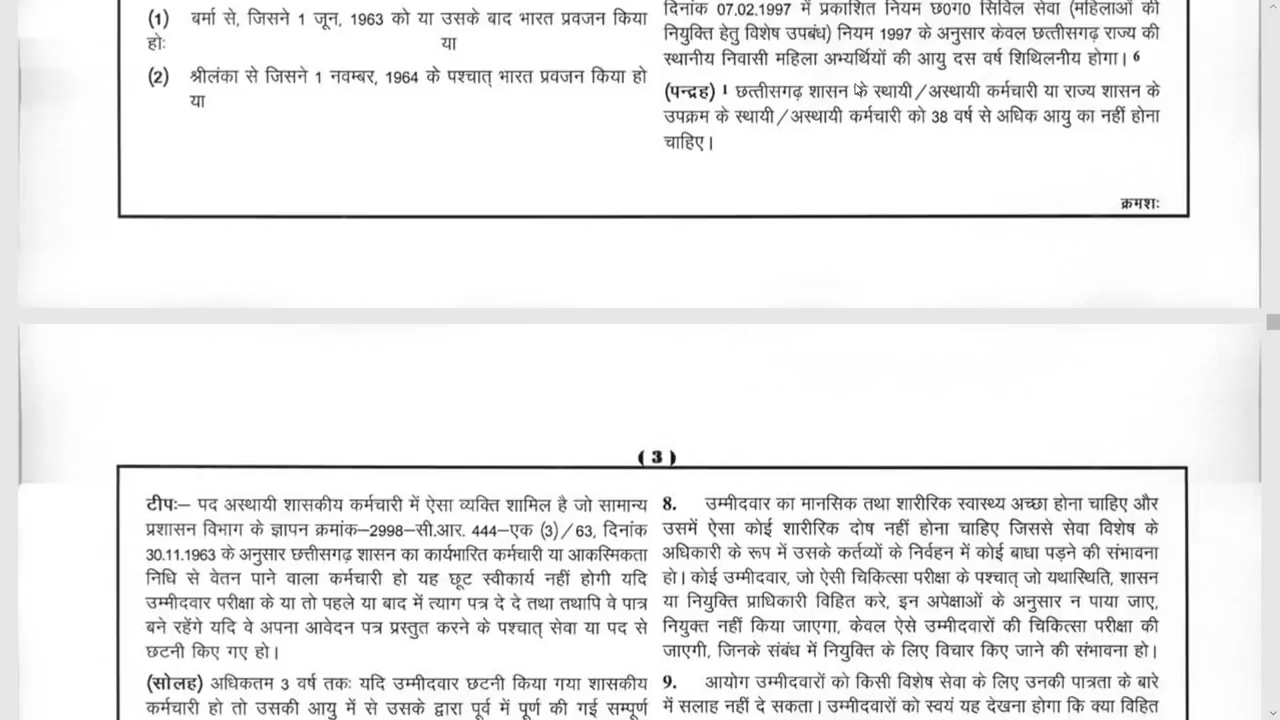 (1) बर्मा से, जिसने 1 जून, 1963 को या उसके बाद भारत प्रवजन किया
होः या
(2) श्रीलंका से जिसने 1 नवम्बर, 1964 के पश्चात् भारत प्रवजन किया हो
या
दिनांक 07.02.1997 में प्रकाशित नियम छ0ग0 सिविल सेवा (महिलाओं की
नियुक्ति हेतु विशेष उपबंध) नियम 1997 के अनुसार केवल छत्तीसगढ़ राज्य की
स्थानीय निवासी महिला अभ्यर्थियों की आयु दस वर्ष शिथिलनीय होगा। 6
(पन्द्रह) 1 छत्तीसगढ़ शासन के स्थायी/अस्थायी कर्मचारी या राज्य शासन के
उपक्रम के स्थायी/अस्थायी कर्मचारी को 38 वर्ष से अधिक आयु का नहीं होना
चाहिए।
क्रमशः
( 3 )
टीपः– पद अस्थायी शासकीय कर्मचारी में ऐसा व्यक्ति शामिल है जो सामान्य
प्रशासन विभाग के ज्ञापन क्रमांक–2998–सी.आर. 444–एक (3)/63, दिनांक
30.11.1963 के अनुसार छत्तीसगढ़ शासन का कार्यभारित कर्मचारी या आकस्मिकता
निधि से वेतन पाने वाला कर्मचारी हो यह छूट स्वीकार्य नहीं होगी यदि
उम्मीदवार परीक्षा के या तो पहले या बाद में त्याग पत्र दे दे तथा तथापि वे पात्र
बने रहेंगे यदि वे अपना आवेदन पत्र प्रस्तुत करने के पश्चात् सेवा या पद से
छटनी किए गए हो।
(सोलह) अधिकतम 3 वर्ष तकः यदि उम्मीदवार छटनी किया गया शासकीय
कर्मचारी हो तो उसकी आयु में से उसके द्वारा पूर्व में पूर्ण की गई सम्पूर्ण
8. उम्मीदवार का मानसिक तथा शारीरिक स्वास्थ्य अच्छा होना चाहिए और
उसमें ऐसा कोई शारीरिक दोष नहीं होना चाहिए जिससे सेवा विशेष के
अधिकारी के रूप में उसके कर्तव्यों के निर्वहन में कोई बाधा पड़ने की संभावना
हो। कोई उम्मीदवार, जो ऐसी चिकित्सा परीक्षा के पश्चात् जो यथास्थिति, शासन
या नियुक्ति प्राधिकारी विहित करे, इन अपेक्षाओं के अनुसार न पाया जाए,
नियुक्त नहीं किया जाएगा, केवल ऐसे उम्मीदवारों की चिकित्सा परीक्षा की
जाएगी, जिनके संबंध में नियुक्ति के लिए विचार किए जाने की संभावना हो।
9. आयोग उम्मीदवारों को किसी विशेष सेवा के लिए उनकी पात्रता के बारे
में सलाह नहीं दे सकता। उम्मीदवारों को स्वयं यह देखना होगा कि क्या विहित